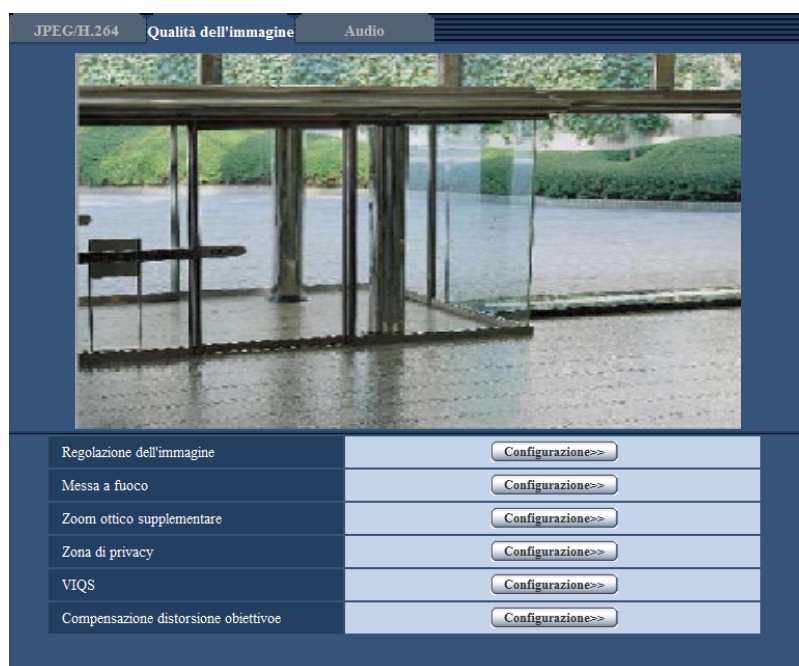 JPEG/H.264 Qualità dell'immagine Audio
Regolazione dell'immagine Configurazione>>
Messa a fuoco Configurazione>>
Zoom ottico supplementare Configurazione>>
Zona di privacy Configurazione>>
VIQS Configurazione>>
Compensazione distorsione obiettivoe Configurazione>>